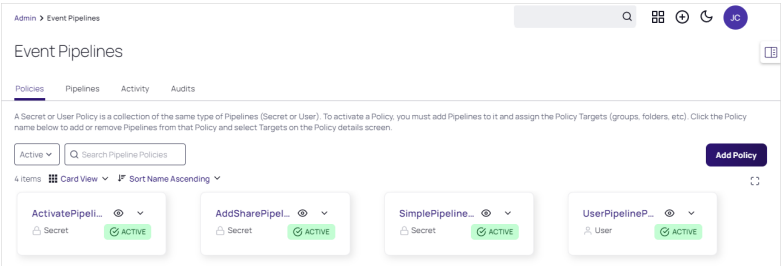 Admin > Event Pipelines
JC
Event Pipelines
Policies Pipelines Activity Audits
A Secret or User Policy is a collection of the same type of Pipelines (Secret or User). To activate a Policy, you must add Pipelines to it and assign the Policy Targets (groups, folders, etc). Click the Policy
name below to add or remove Pipelines from that Policy and select Targets on the Policy details screen.
Active Search Pipeline Policies Add Policy
4 items Card View Sort Name Ascending
ActivatePipeli... AddSharePipel... SimplePipeline... UserPipelineP...
Secret ACTIVE Secret ACTIVE Secret ACTIVE User ACTIVE